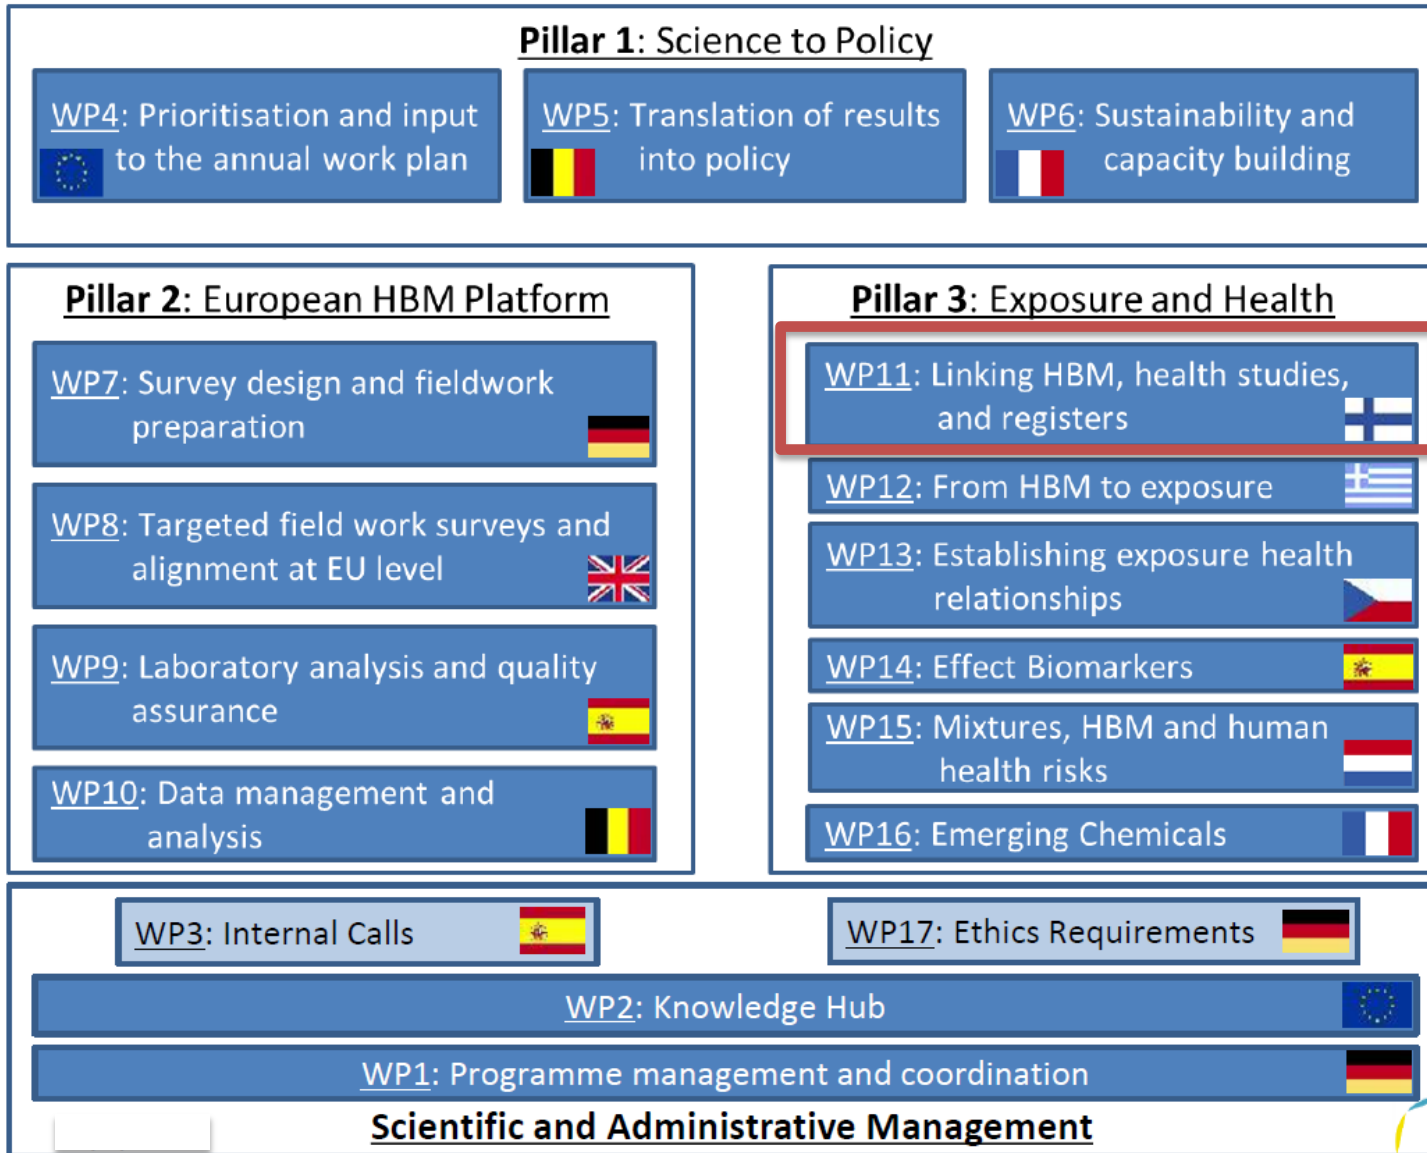 Pillar 1: Science to Policy
WP4: Prioritisation and input
to the annual work plan
WP5: Translation of results
into policy
WP6: Sustainability and
capacity building
Pillar 2: European HBM Platform
WP7: Survey design and fieldwork
preparation
WP8: Targeted field work surveys and
alignment at EU level
WP9: Laboratory analysis and quality
assurance
WP10: Data management and
analysis
Pillar 3: Exposure and Health
WP11: Linking HBM, health studies,
and registers
WP12: From HBM to exposure
WP13: Establishing exposure health
relationships
WP14: Effect Biomarkers
WP15: Mixtures, HBM and human
health risks
WP16: Emerging Chemicals
WP3: Internal Calls
WP17: Ethics Requirements
WP2: Knowledge Hub
WP1: Programme management and coordination
Scientific and Administrative Management